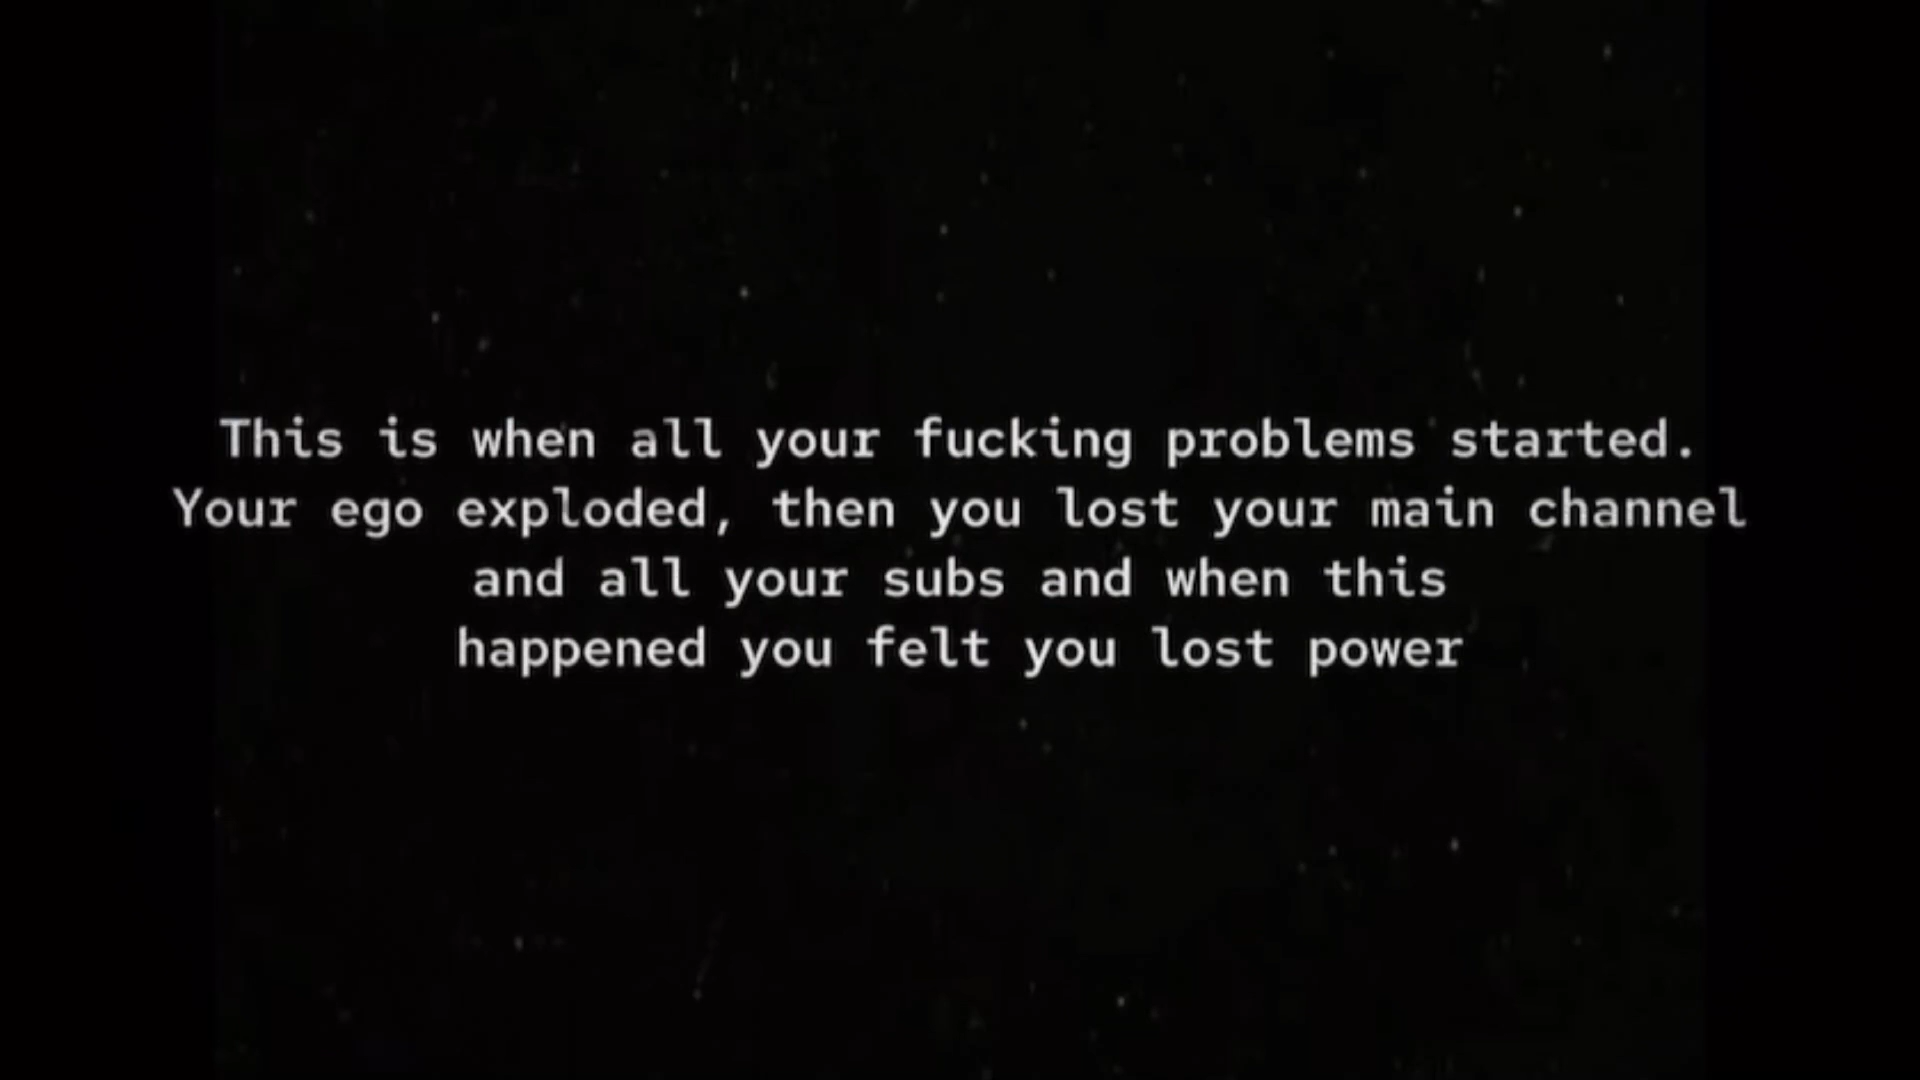 This is when all your fucking problems started.
Your ego exploded, then you lost your main channel
and all your subs and when this
happened you felt you lost power